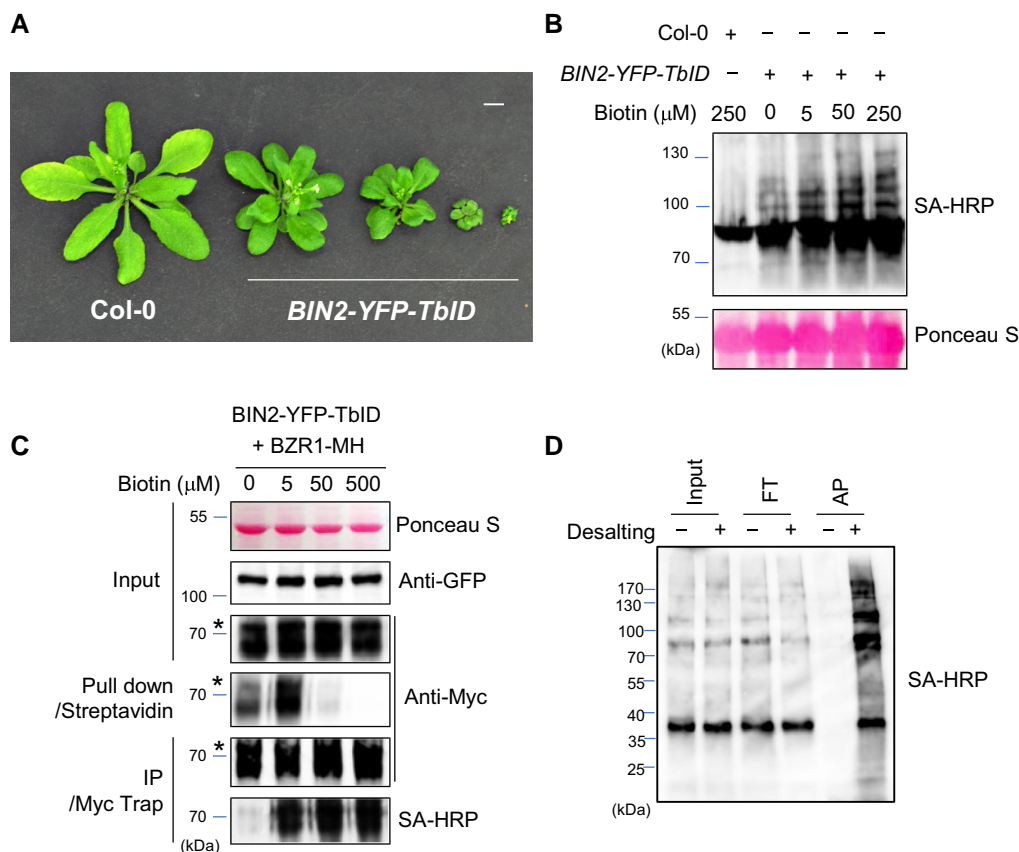 A
Col-0
BIN2-YFP-TbID
B
Col-0 + – – – –
BIN2-YFP-TbID – + + + +
Biotin (μM) 250 0 5 50 250
130
100
70
SA-HRP
55
(kDa)
Ponceau S
C
BIN2-YFP-TbID
+ BZR1-MH
Biotin (μM) 0 5 50 500
55
Ponceau S
Input
100
Anti-GFP
*
70
Pull down
/Streptavidin
*
70
Anti-Myc
IP
/Myc Trap
*
70
70
SA-HRP
(kDa)
D
Input FT AP
Desalting – + – + – +
170
130
100
70
55
40
35
25
(kDa)
SA-HRP